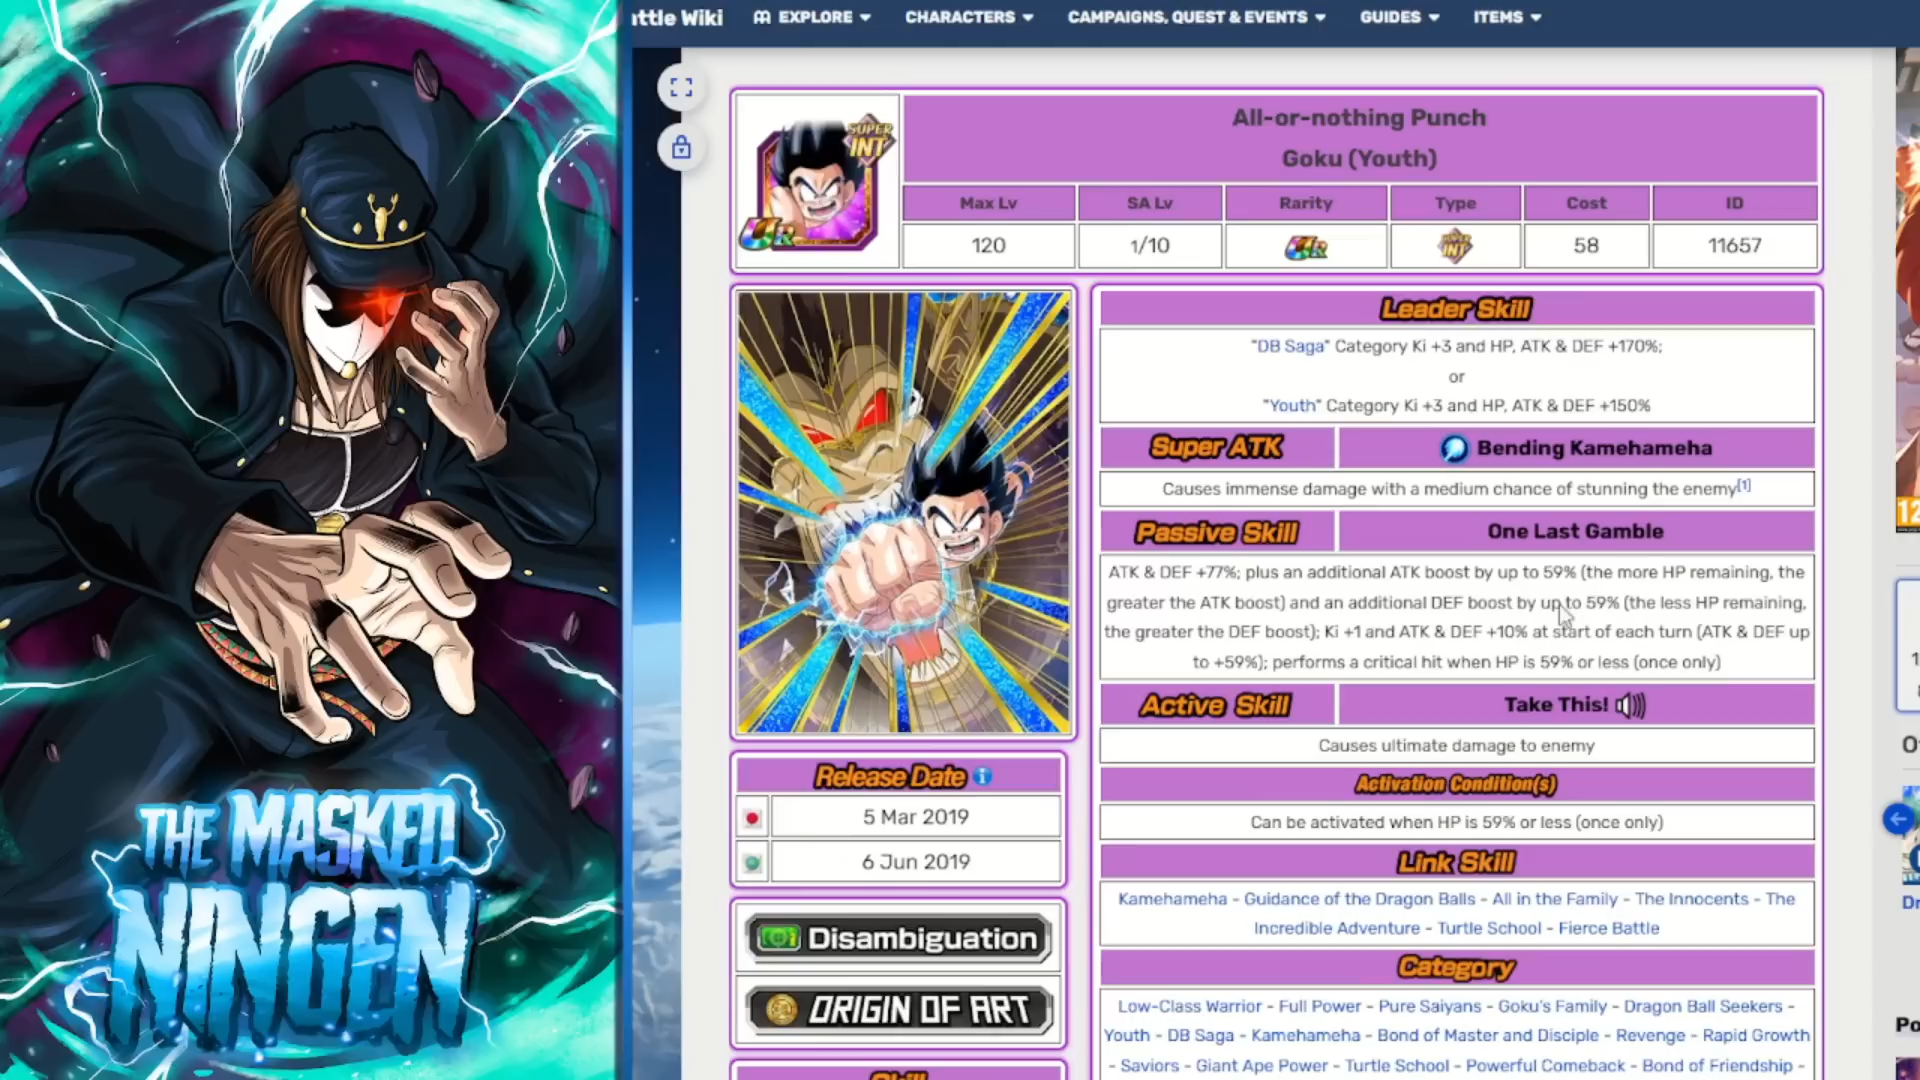 ttle Wiki EXPLORE CHARACTERS CAMPAIGNS, QUEST & EVENTS GUIDES ITEMS
All-or-nothing Punch
Goku (Youth)
SUPER INT
UR
Max Lv SA Lv Rarity Type Cost ID
120 1/10 UR SUPER INT 58 11657
Leader Skill
"DB Saga" Category Ki +3 and HP, ATK & DEF +170%;
or
"Youth" Category Ki +3 and HP, ATK & DEF +150%
Super ATK Bending Kamehameha
Causes immense damage with a medium chance of stunning the enemy[1]
Passive Skill One Last Gamble
ATK & DEF +77%; plus an additional ATK boost by up to 59% (the more HP remaining, the
greater the ATK boost) and an additional DEF boost by up to 59% (the less HP remaining,
the greater the DEF boost); Ki +1 and ATK & DEF +10% at start of each turn (ATK & DEF up
to +59%); performs a critical hit when HP is 59% or less (once only)
Active Skill Take This!
Causes ultimate damage to enemy
Activation Condition(s)
Can be activated when HP is 59% or less (once only)
Link Skill
Kamehameha - Guidance of the Dragon Balls - All in the Family - The Innocents - The
Incredible Adventure - Turtle School - Fierce Battle
Category
Low-Class Warrior - Full Power - Pure Saiyans - Goku's Family - Dragon Ball Seekers -
Youth - DB Saga - Kamehameha - Bond of Master and Disciple - Revenge - Rapid Growth
- Saviors - Giant Ape Power - Turtle School - Powerful Comeback - Bond of Friendship -
Release Date
5 Mar 2019
6 Jun 2019
Disambiguation
ORIGIN OF ART
Skill
THE MASKED
NINGEN
12
Po